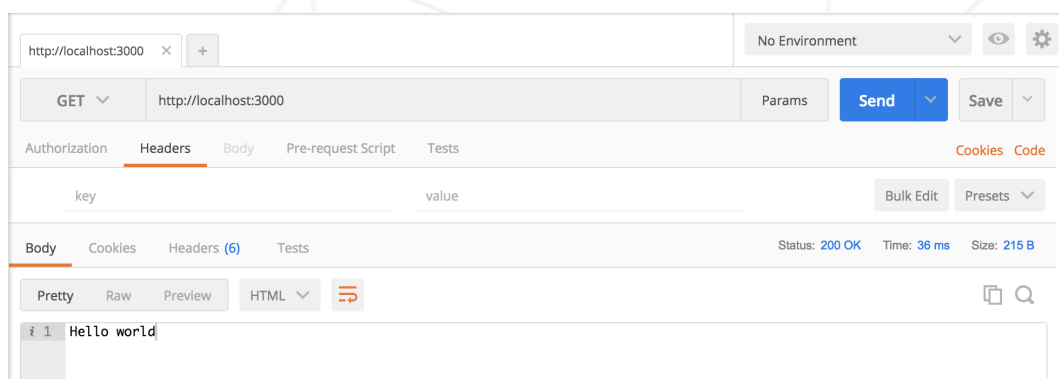 http://localhost:3000 × +
No Environment
GET http://localhost:3000 Params Send Save
Authorization Headers Body Pre-request Script Tests Cookies Code
key value Bulk Edit Presets
Body Cookies Headers (6) Tests Status: 200 OK Time: 36 ms Size: 215 B
Pretty Raw Preview HTML
i 1 Hello world